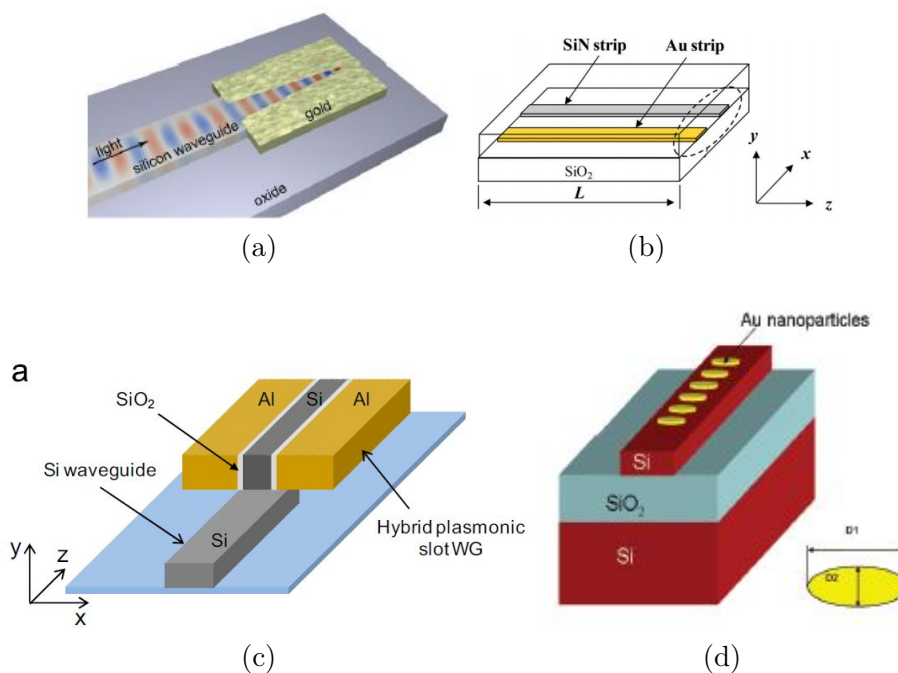 light
silicon waveguide
gold
oxide
(a)
SiN strip
Au strip
SiO2
L
y
x
z
(b)
a
SiO2
Al
Si
Al
Si waveguide
Si
Hybrid plasmonic
slot WG
y
z
x
(c)
Au nanoparticles
Si
SiO2
Si
D1
D2
(d)